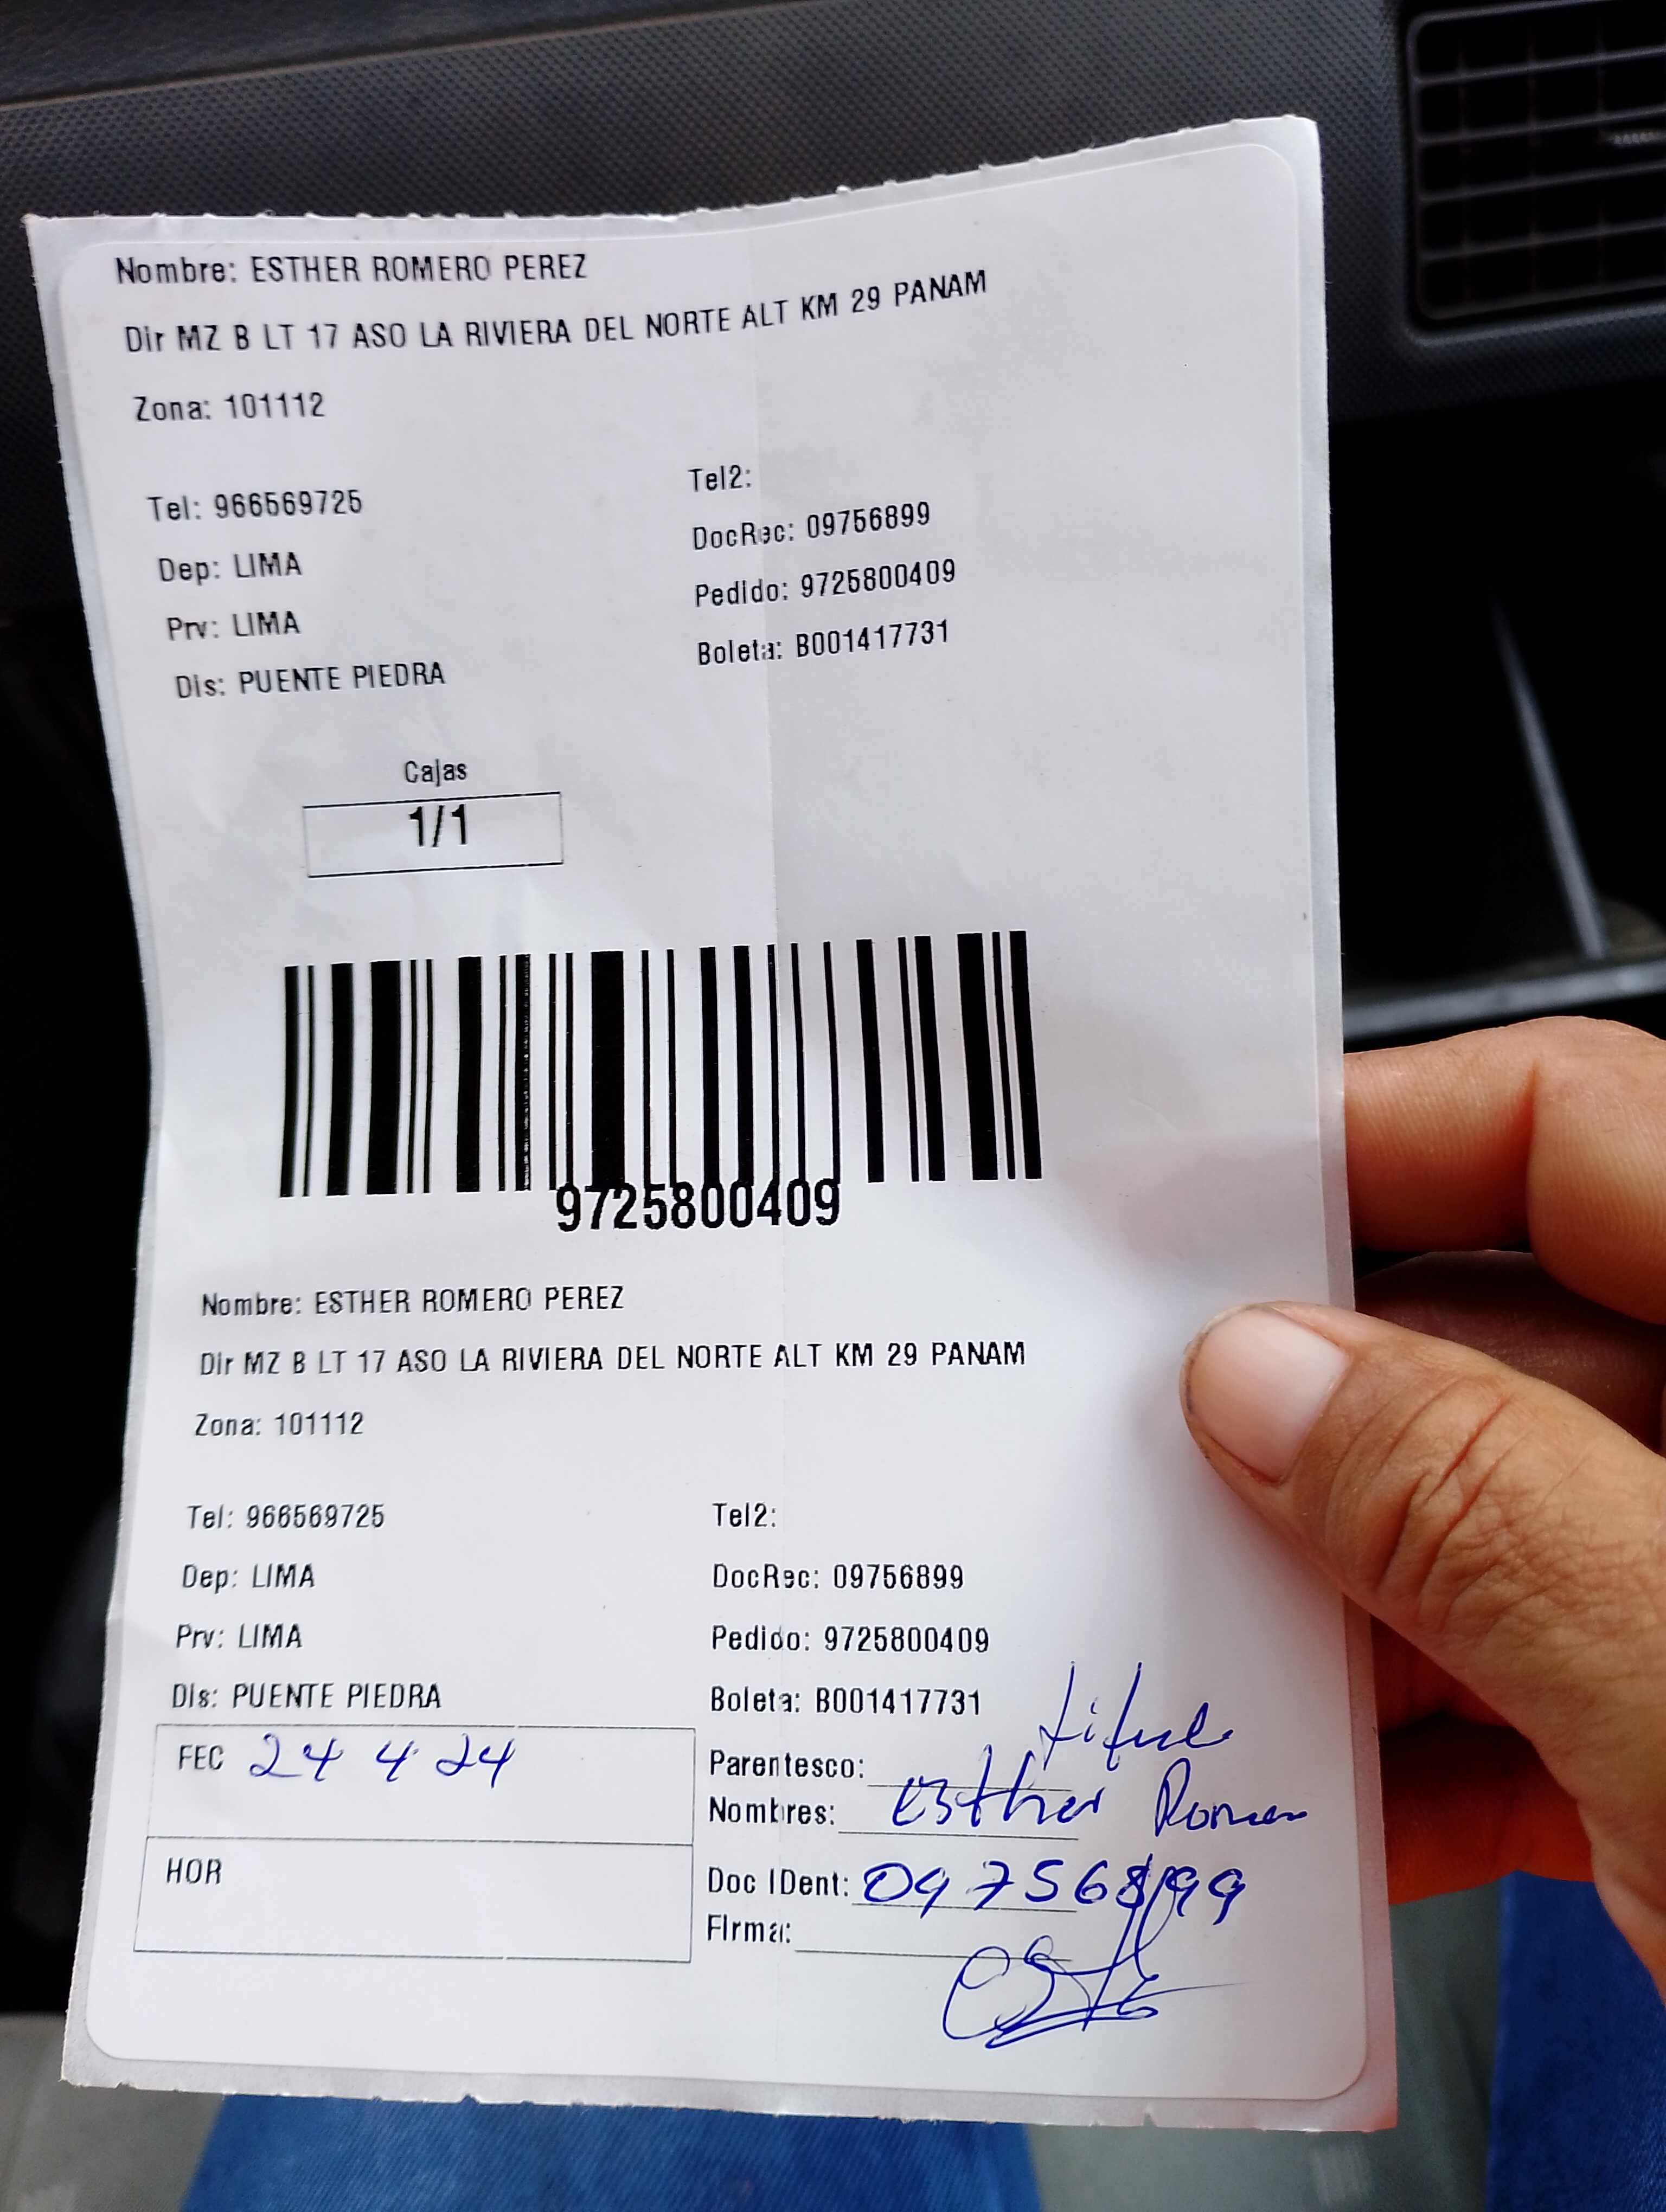 Nombre: ESTHER ROMERO PEREZ
Dir MZ B LT 17 ASO LA RIVIERA DEL NORTE ALT KM 29 PANAM
Zona: 101112
Tel: 966569725
Tel2:
Dep: LIMA
DocRec: 09756899
Prv: LIMA
Pedido: 9725800409
Dis: PUENTE PIEDRA
Boleta: B001417731
Cajas
1/1
9725800409
Nombre: ESTHER ROMERO PEREZ
Dir MZ B LT 17 ASO LA RIVIERA DEL NORTE ALT KM 29 PANAM
Zona: 101112
Tel: 966569725
Tel2:
Dep: LIMA
DocRec: 09756899
Prv: LIMA
Pedido: 9725800409
Dis: PUENTE PIEDRA
Boleta: B001417731
FEC 24 4 24
Parentesco:
Nombres: Esther Romero
HOR
Doc IDent: 09756899
Firma: